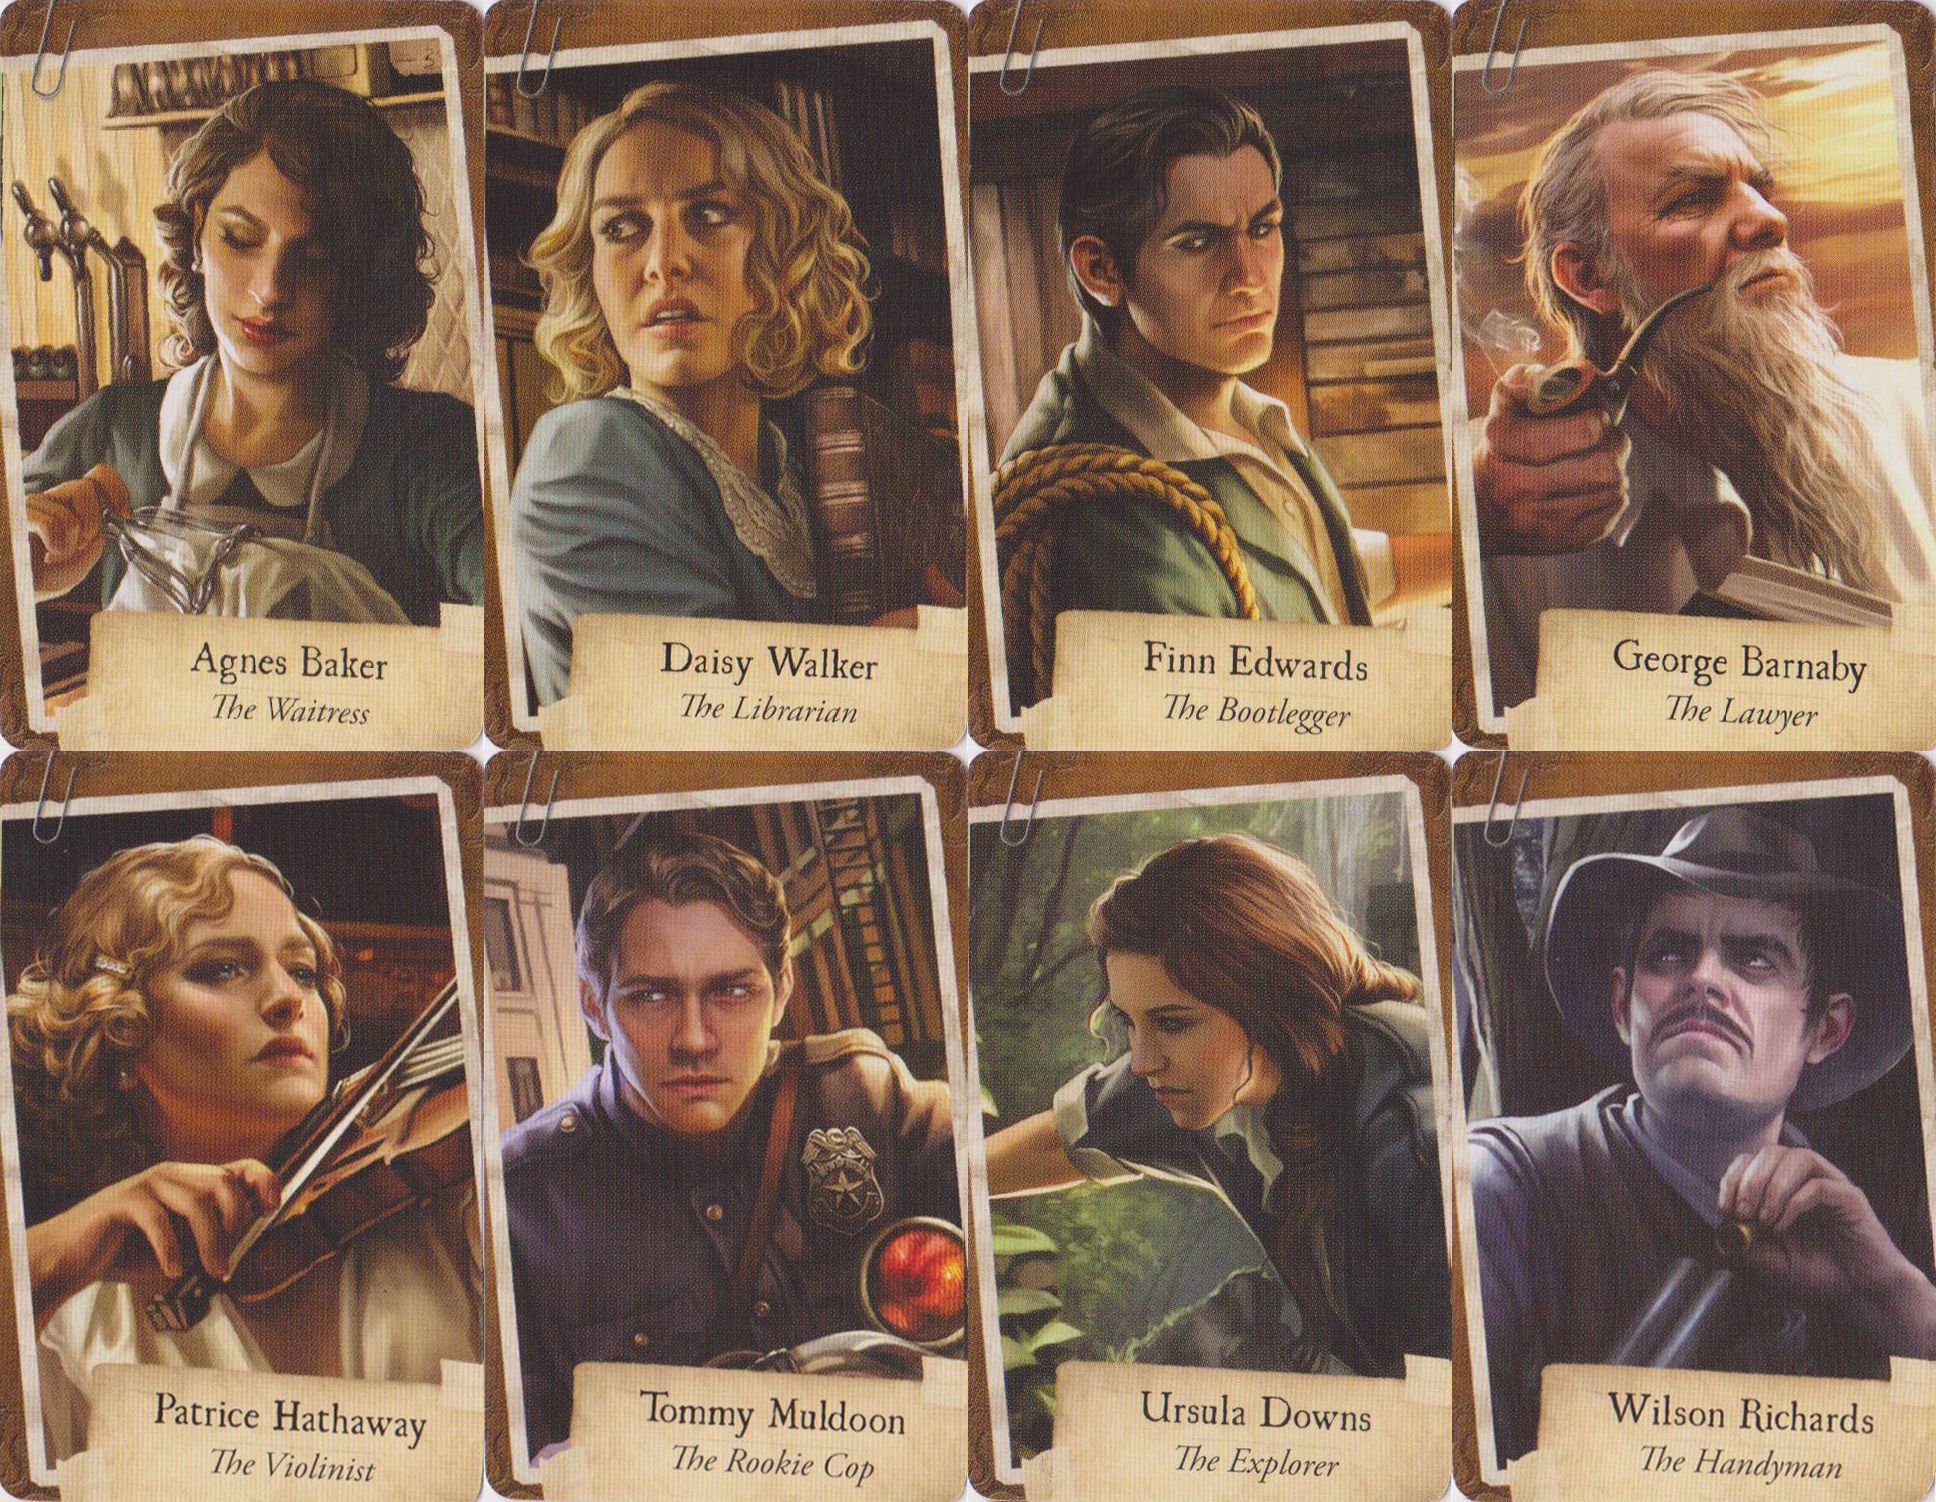 Agnes Baker
The Waitress
Daisy Walker
The Librarian
Finn Edwards
The Bootlegger
George Barnaby
The Lawyer
Patrice Hathaway
The Violinist
Tommy Muldoon
The Rookie Cop
Ursula Downs
The Explorer
Wilson Richards
The Handyman